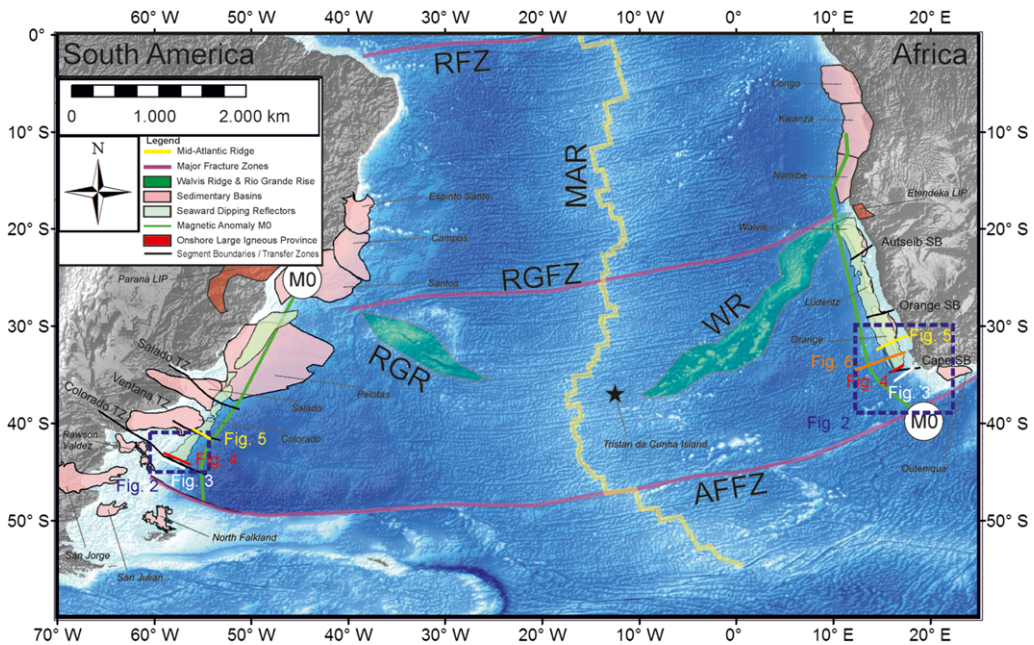 60° W
50° W
40° W
30° W
20° W
10° W
0°
10° E
20° E
0°
South America
Africa
RFZ
0
1.000
2.000 km
N
Legend
Mid-Atlantic Ridge
Major Fracture Zones
Walvis Ridge & Rio Grande Rise
Sedimentary Basins
Seaward Dipping Reflectors
Magnetic Anomaly M0
Onshore Large Igneous Province
Segment Boundaries / Transfer Zones
Congo
Kwanza
Namibe
Etendeka LIP
Walvis
Autseib SB
Lüderitz
Orange SB
Orange
Fig. 5
Fig. 6
Cape SB
Fig. 4
Fig. 3
Fig. 2
M0
Outeniqua
MAR
Espirito Santo
Campos
Santos
Paraná LIP
M0
RGFZ
WR
RGR
Tristan da Cunha Island
AFFZ
Salado TZ
Ventana TZ
Colorado TZ
Pelotas
Salado
Colorado
Rawson
Valdez
Fig. 5
Fig. 4
Fig. 3
Fig. 2
North Falkland
San Jorge
San Julian
10° S
20° S
30° S
40° S
50° S
10° S
20° S
30° S
40° S
50° S
70° W
60° W
50° W
40° W
30° W
20° W
10° W
0°
10° E
20° E